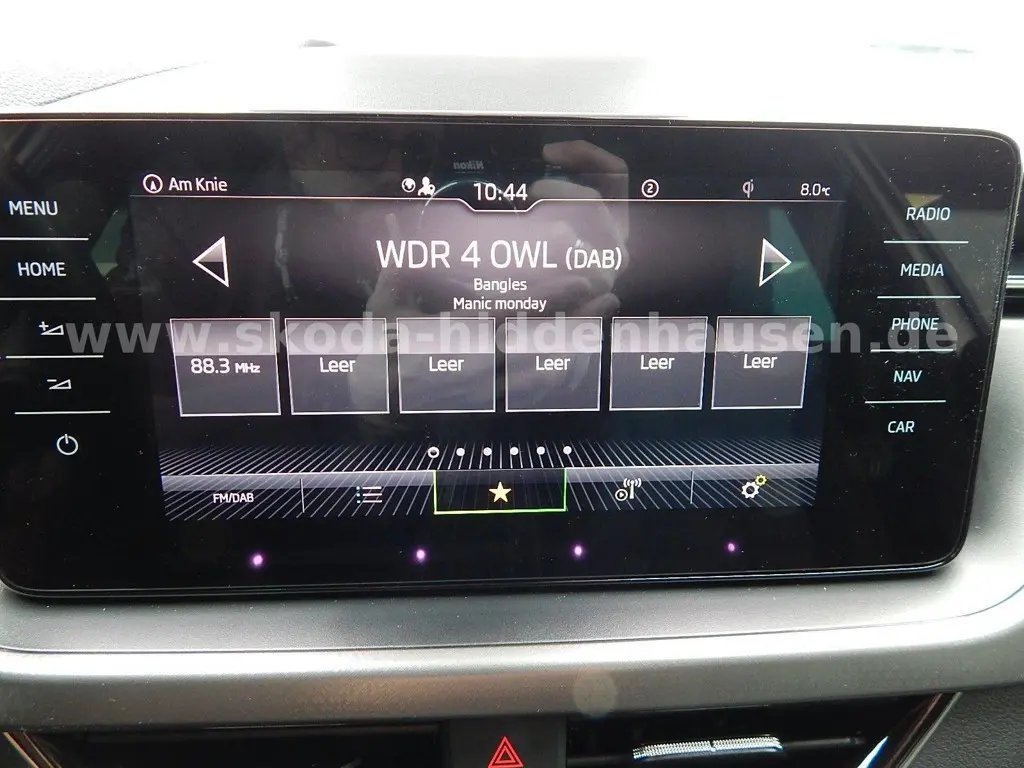 Am Knie
10:44
2
8.0°C
MENU
HOME
RADIO
MEDIA
PHONE
NAV
CAR
WDR 4 OWL (DAB)
Bangles
Manic monday
www.skoda-hiddenhausen.de
88.3 MHz
Leer
Leer
Leer
Leer
Leer
FM/DAB
Nikon